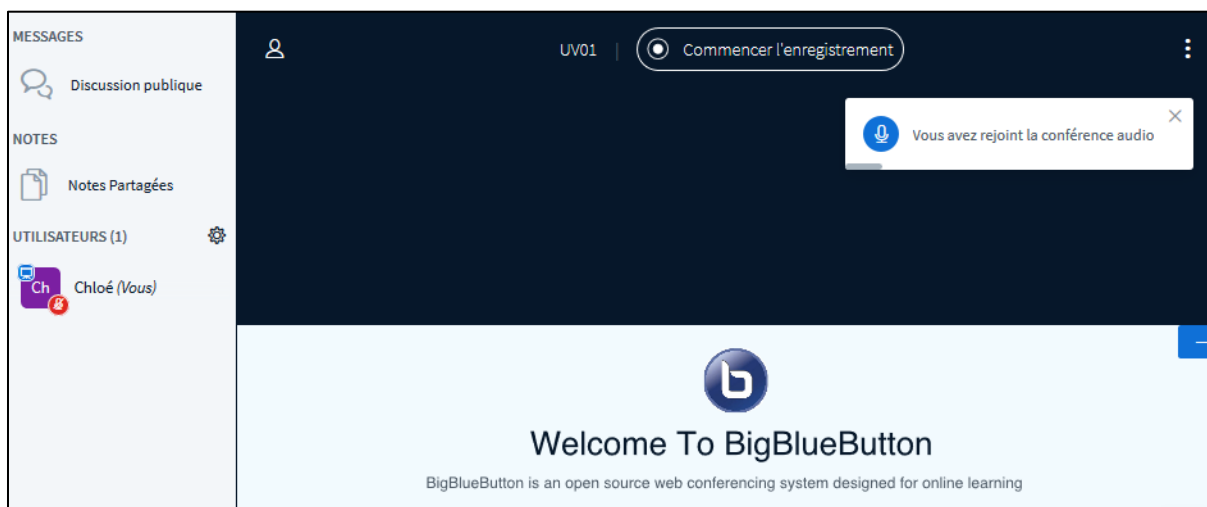 MESSAGES
Discussion publique
NOTES
Notes Partagées
UTILISATEURS (1)
Ch
Chloé (Vous)
UV01 | Commencer l'enregistrement
Vous avez rejoint la conférence audio
b
Welcome To BigBlueButton
BigBlueButton is an open source web conferencing system designed for online learning